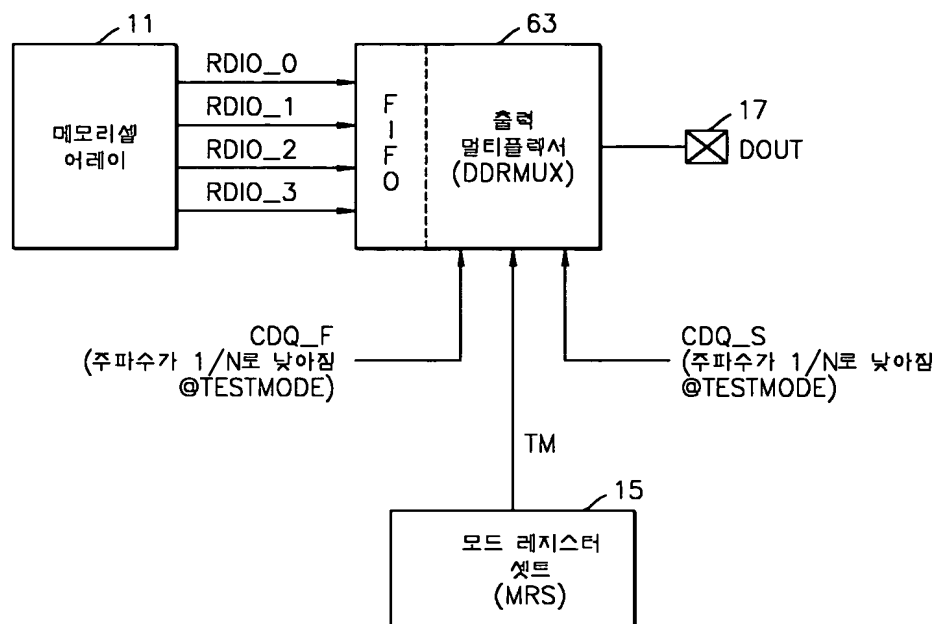 11
63
메모리셀
어레이
RDIO_0
RDIO_1
RDIO_2
RDIO_3
FIFO
출력
멀티플렉서
(DDRMUX)
17
DOUT
CDQ_F
(주파수가 1/N로 낮아짐
@TESTMODE)
CDQ_S
(주파수가 1/N로 낮아짐
@TESTMODE)
TM
15
모드 레지스터
셋트
(MRS)